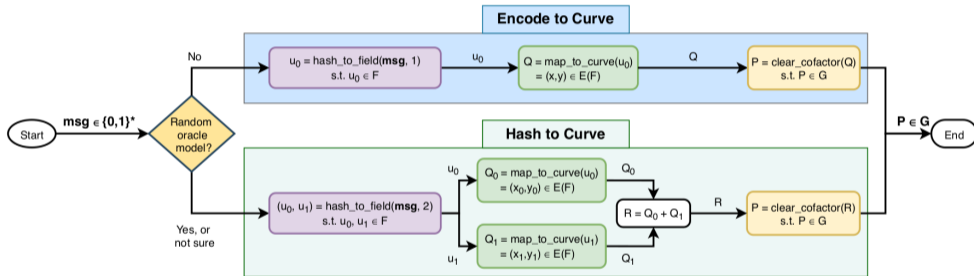 Encode to Curve
No
u₀ = hash_to_field(msg, 1)
s.t. u₀ ∈ F
u₀
Q = map_to_curve(u₀)
= (x,y) ∈ E(F)
Q
P = clear_cofactor(Q)
s.t. P ∈ G
Start
msg ∈ {0,1}*
Random
oracle
model?
P ∈ G
End
Hash to Curve
Yes, or
not sure
(u₀, u₁) = hash_to_field(msg, 2)
s.t. u₀, u₁ ∈ F
u₀
Q₀ = map_to_curve(u₀)
= (x₀,y₀) ∈ E(F)
Q₀
u₁
Q₁ = map_to_curve(u₁)
= (x₁,y₁) ∈ E(F)
Q₁
R = Q₀ + Q₁
R
P = clear_cofactor(R)
s.t. P ∈ G